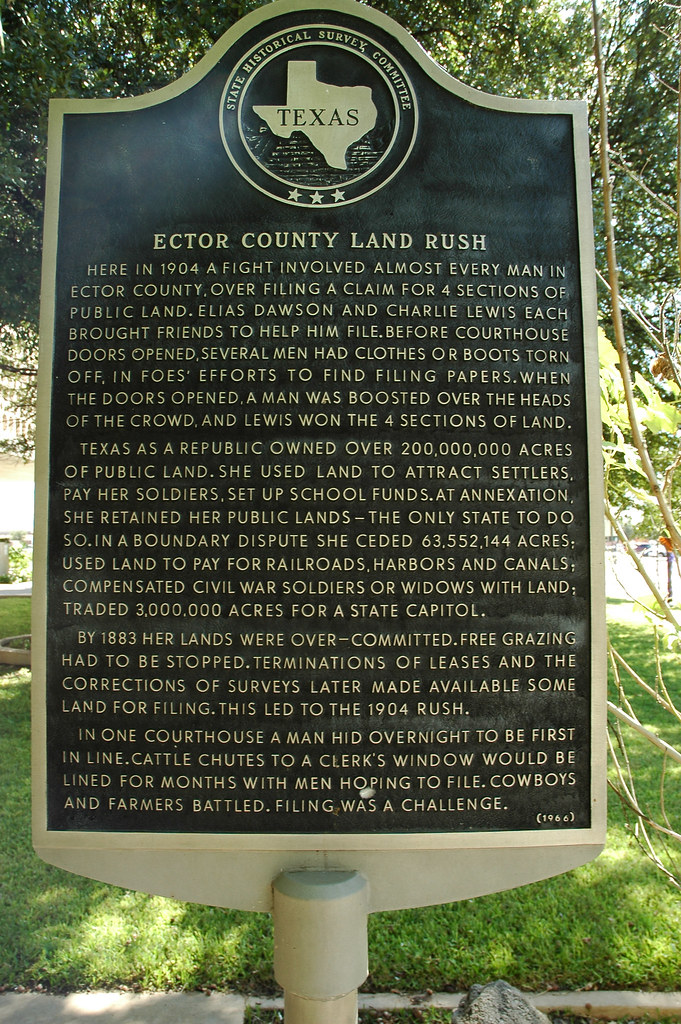 STATE HISTORICAL SURVEY COMMITTEE
TEXAS
ECTOR COUNTY LAND RUSH
HERE IN 1904 A FIGHT INVOLVED ALMOST EVERY MAN IN
ECTOR COUNTY, OVER FILING A CLAIM FOR 4 SECTIONS OF
PUBLIC LAND. ELIAS DAWSON AND CHARLIE LEWIS EACH
BROUGHT FRIENDS TO HELP HIM FILE. BEFORE COURTHOUSE
DOORS OPENED, SEVERAL MEN HAD CLOTHES OR BOOTS TORN
OFF, IN FOES' EFFORTS TO FIND FILING PAPERS. WHEN
THE DOORS OPENED, A MAN WAS BOOSTED OVER THE HEADS
OF THE CROWD, AND LEWIS WON THE 4 SECTIONS OF LAND.
TEXAS AS A REPUBLIC OWNED OVER 200,000,000 ACRES
OF PUBLIC LAND. SHE USED LAND TO ATTRACT SETTLERS,
PAY HER SOLDIERS, SET UP SCHOOL FUNDS. AT ANNEXATION,
SHE RETAINED HER PUBLIC LANDS—THE ONLY STATE TO DO
SO. IN A BOUNDARY DISPUTE SHE CEDED 63,552,144 ACRES;
USED LAND TO PAY FOR RAILROADS, HARBORS AND CANALS;
COMPENSATED CIVIL WAR SOLDIERS OR WIDOWS WITH LAND;
TRADED 3,000,000 ACRES FOR A STATE CAPITOL.
BY 1883 HER LANDS WERE OVER-COMMITTED. FREE GRAZING
HAD TO BE STOPPED. TERMINATIONS OF LEASES AND THE
CORRECTIONS OF SURVEYS LATER MADE AVAILABLE SOME
LAND FOR FILING. THIS LED TO THE 1904 RUSH.
IN ONE COURTHOUSE A MAN HID OVERNIGHT TO BE FIRST
IN LINE. CATTLE CHUTES TO A CLERK'S WINDOW WOULD BE
LINED FOR MONTHS WITH MEN HOPING TO FILE. COWBOYS
AND FARMERS BATTLED. FILING WAS A CHALLENGE.
(1966)